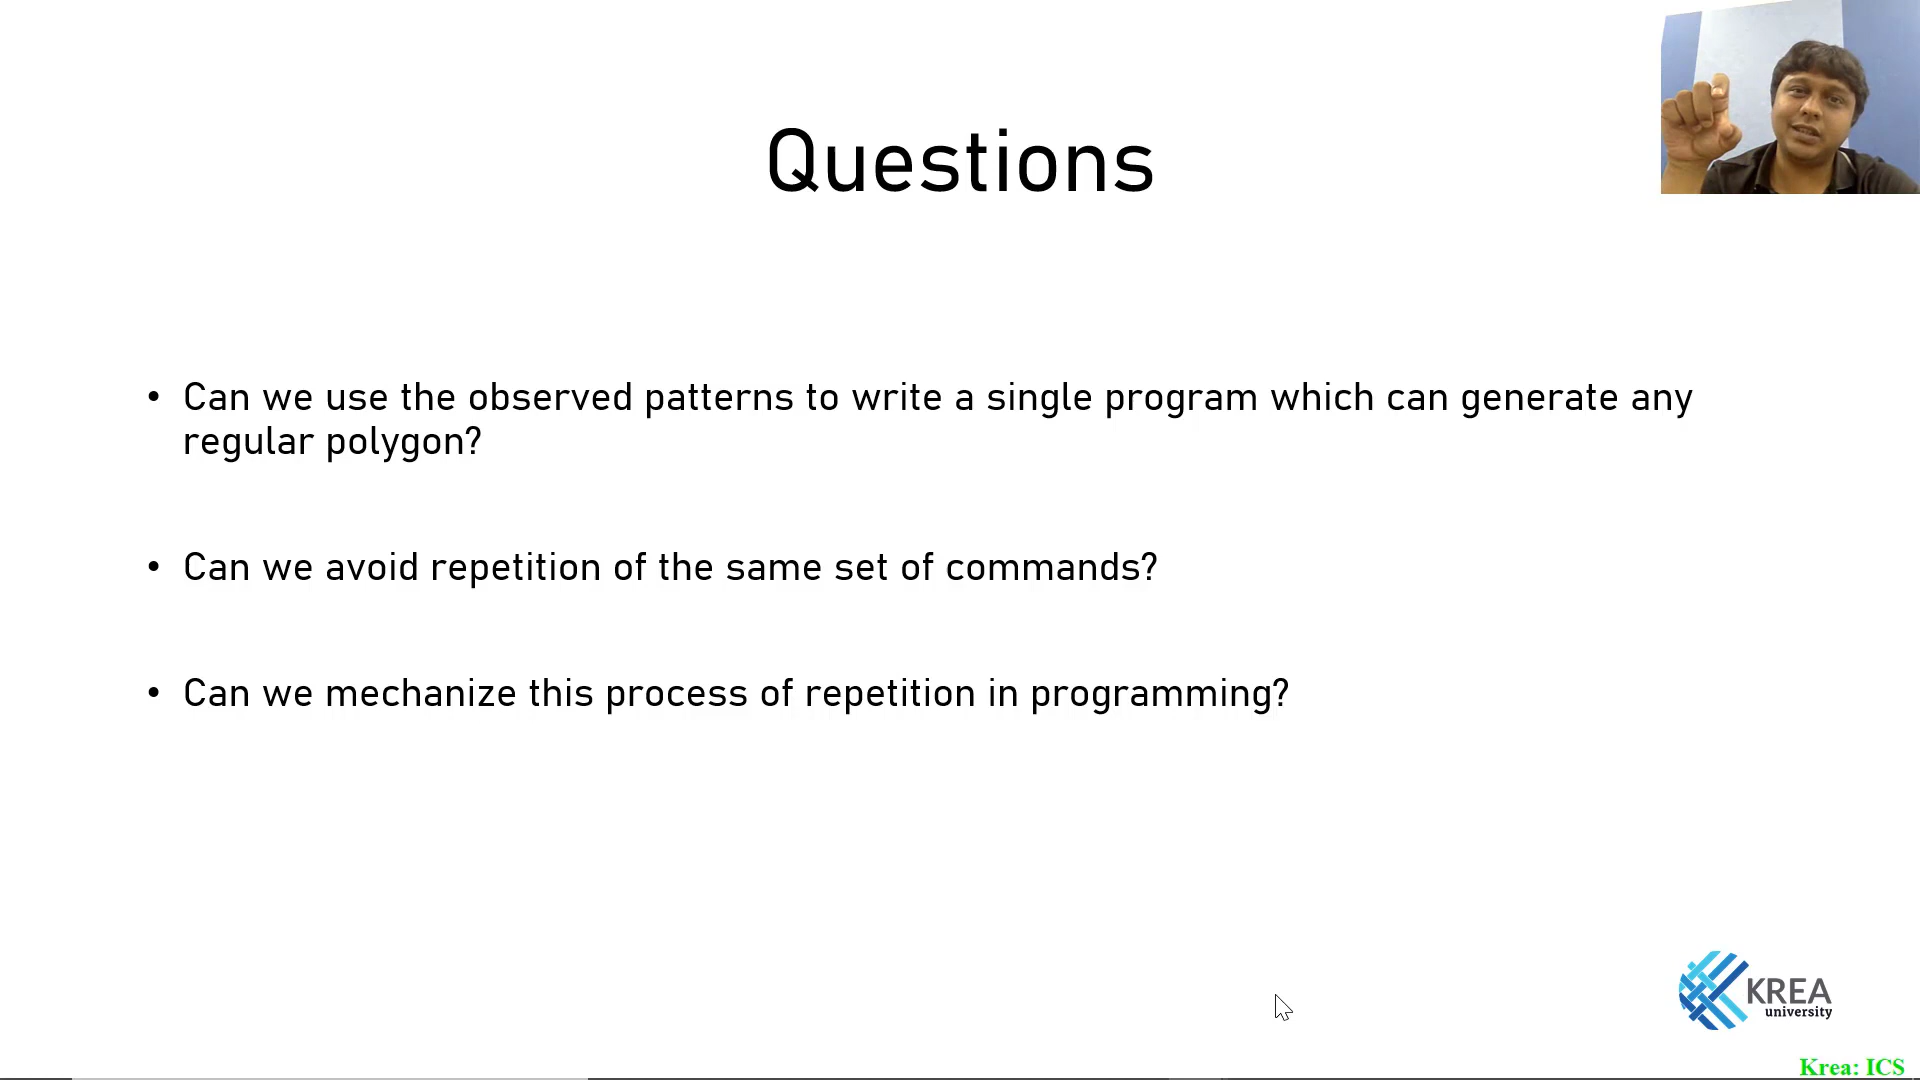 Questions
• Can we use the observed patterns to write a single program which can generate any
regular polygon?
• Can we avoid repetition of the same set of commands?
• Can we mechanize this process of repetition in programming?
KREA
university
Krea: ICS